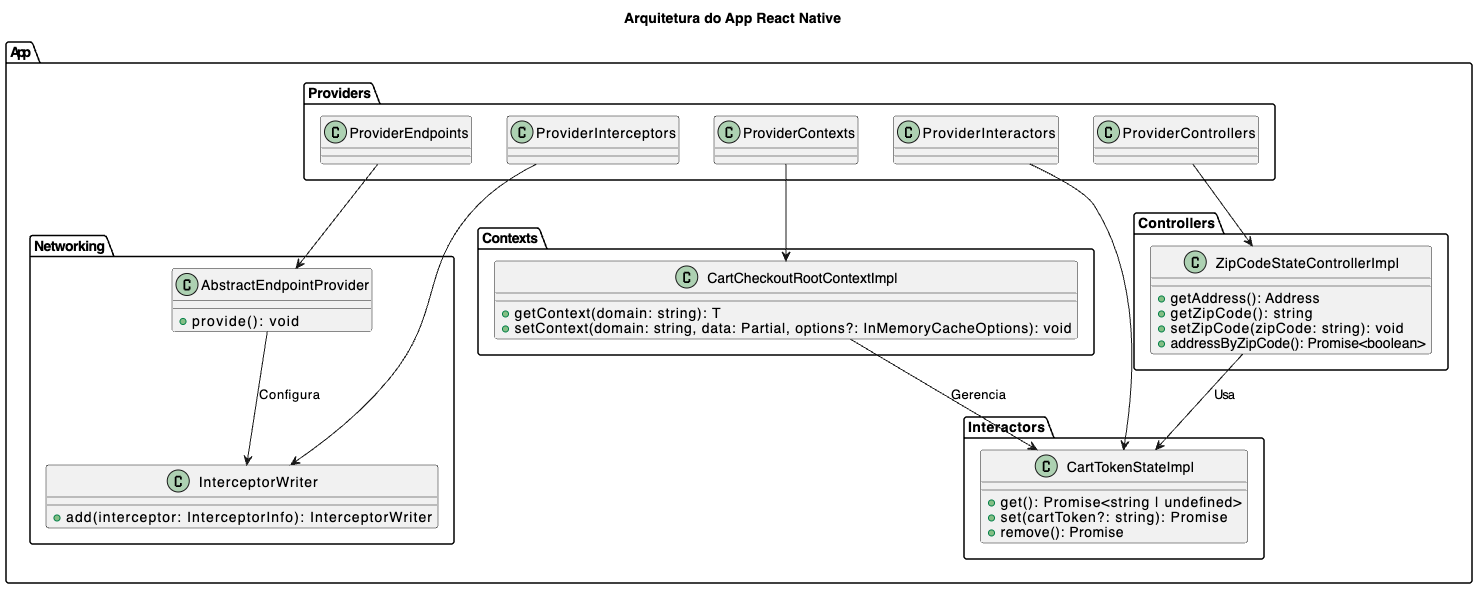 Arquitetura do App React Native
App
Providers
C ProviderEndpoints
C ProviderInterceptors
C ProviderContexts
C ProviderInteractors
C ProviderControllers
Networking
C AbstractEndpointProvider
provide(): void
Configura
C InterceptorWriter
add(interceptor: InterceptorInfo): InterceptorWriter
Contexts
C CartCheckoutRootContextImpl
getContext(domain: string): T
setContext(domain: string, data: Partial, options?: InMemoryCacheOptions): void
Gerencia
Controllers
C ZipCodeStateControllerImpl
getAddress(): Address
getZipCode(): string
setZipCode(zipCode: string): void
addressByZipCode(): Promise<boolean>
Usa
Interactors
C CartTokenStateImpl
get(): Promise<string | undefined>
set(cartToken?: string): Promise
remove(): Promise